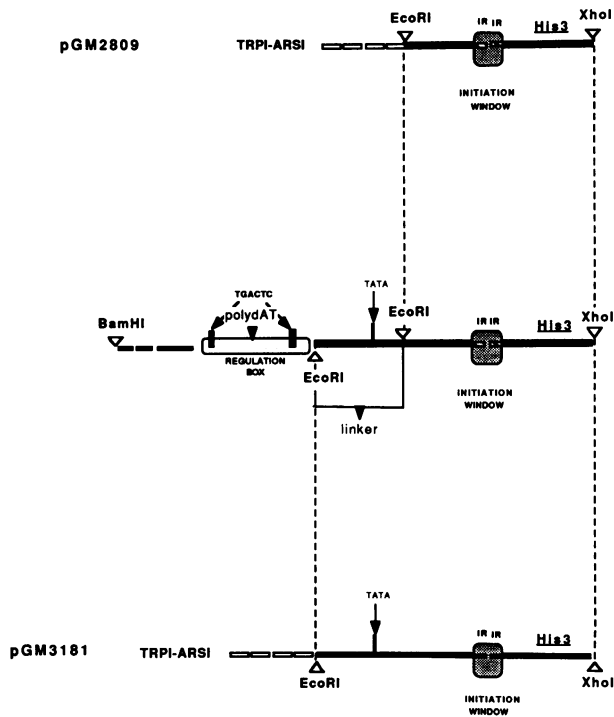 XhoI
EcoRI
IR IR
His3
pGM2809
TRPI-ARSI
INITIATION
WINDOW
TGACTC
TATA
BamHI
polydAT
EcoRI
IR IR
His3
XhoI
REGULATION
BOX
EcoRI
INITIATION
WINDOW
linker
TATA
IR IR
His3
pGM3181
TRPI-ARSI
EcoRI
XhoI
INITIATION
WINDOW